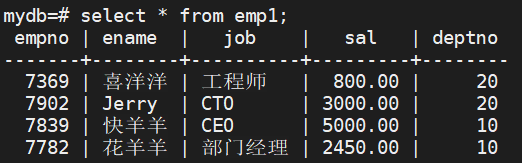 mydb=# select * from emp1;
 empno | ename  |   job    |   sal   | deptno
-------+--------+----------+---------+--------
  7369 | 喜洋洋 | 工程师   |  800.00 |     20
  7902 | Jerry  | CTO      | 3000.00 |     20
  7839 | 快羊羊 | CEO      | 5000.00 |     10
  7782 | 花羊羊 | 部门经理 | 2450.00 |     10